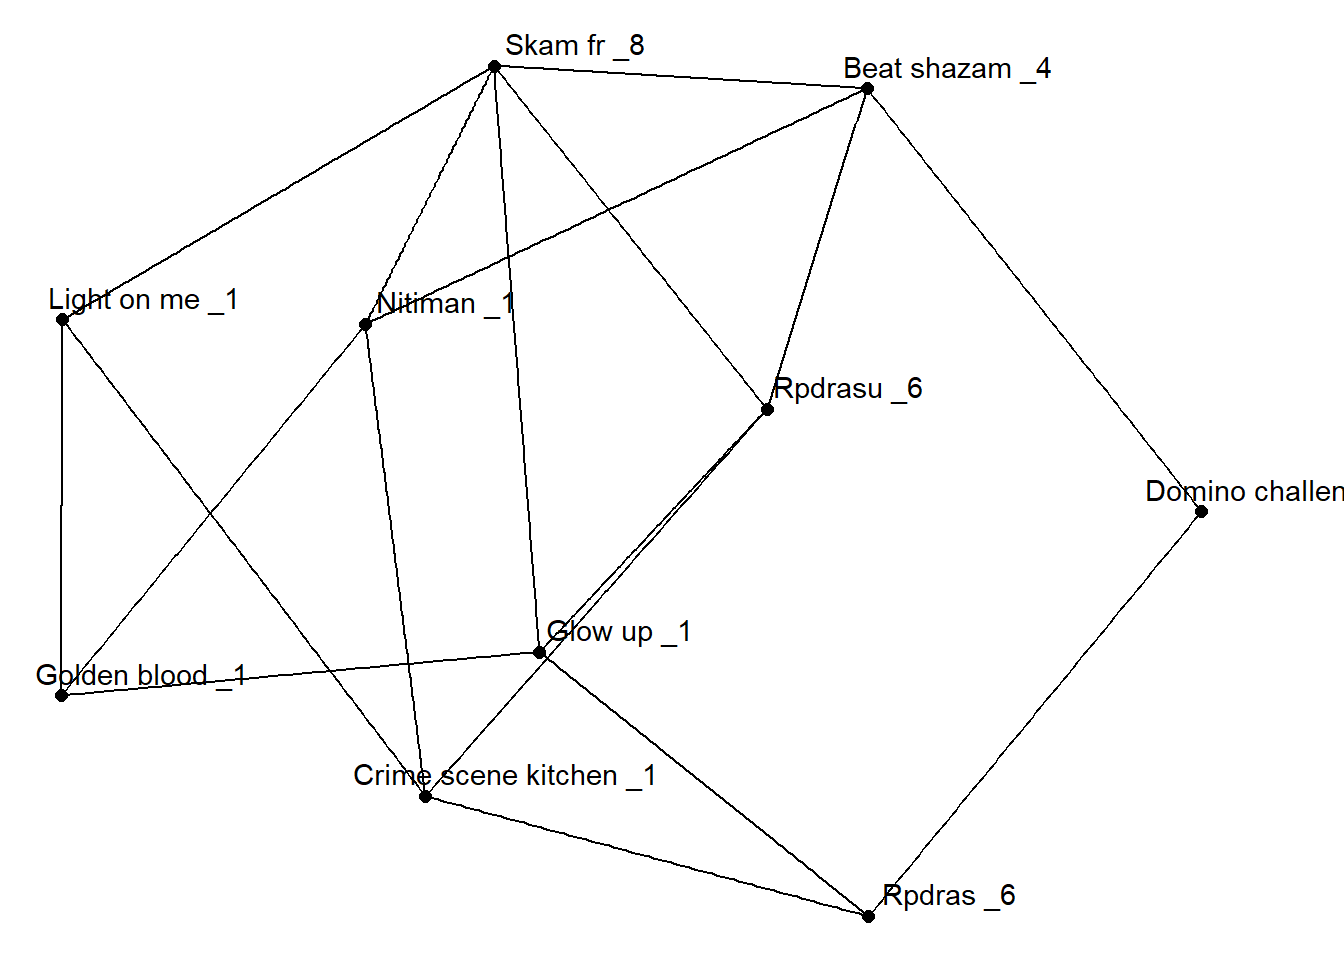 Skam fr _8
Beat shazam _4
Light on me _1
Nitiman _1
Rpdrasu _6
Domino challen
Glow up _1
Golden blood _1
Crime scene kitchen _1
Rpdras _6